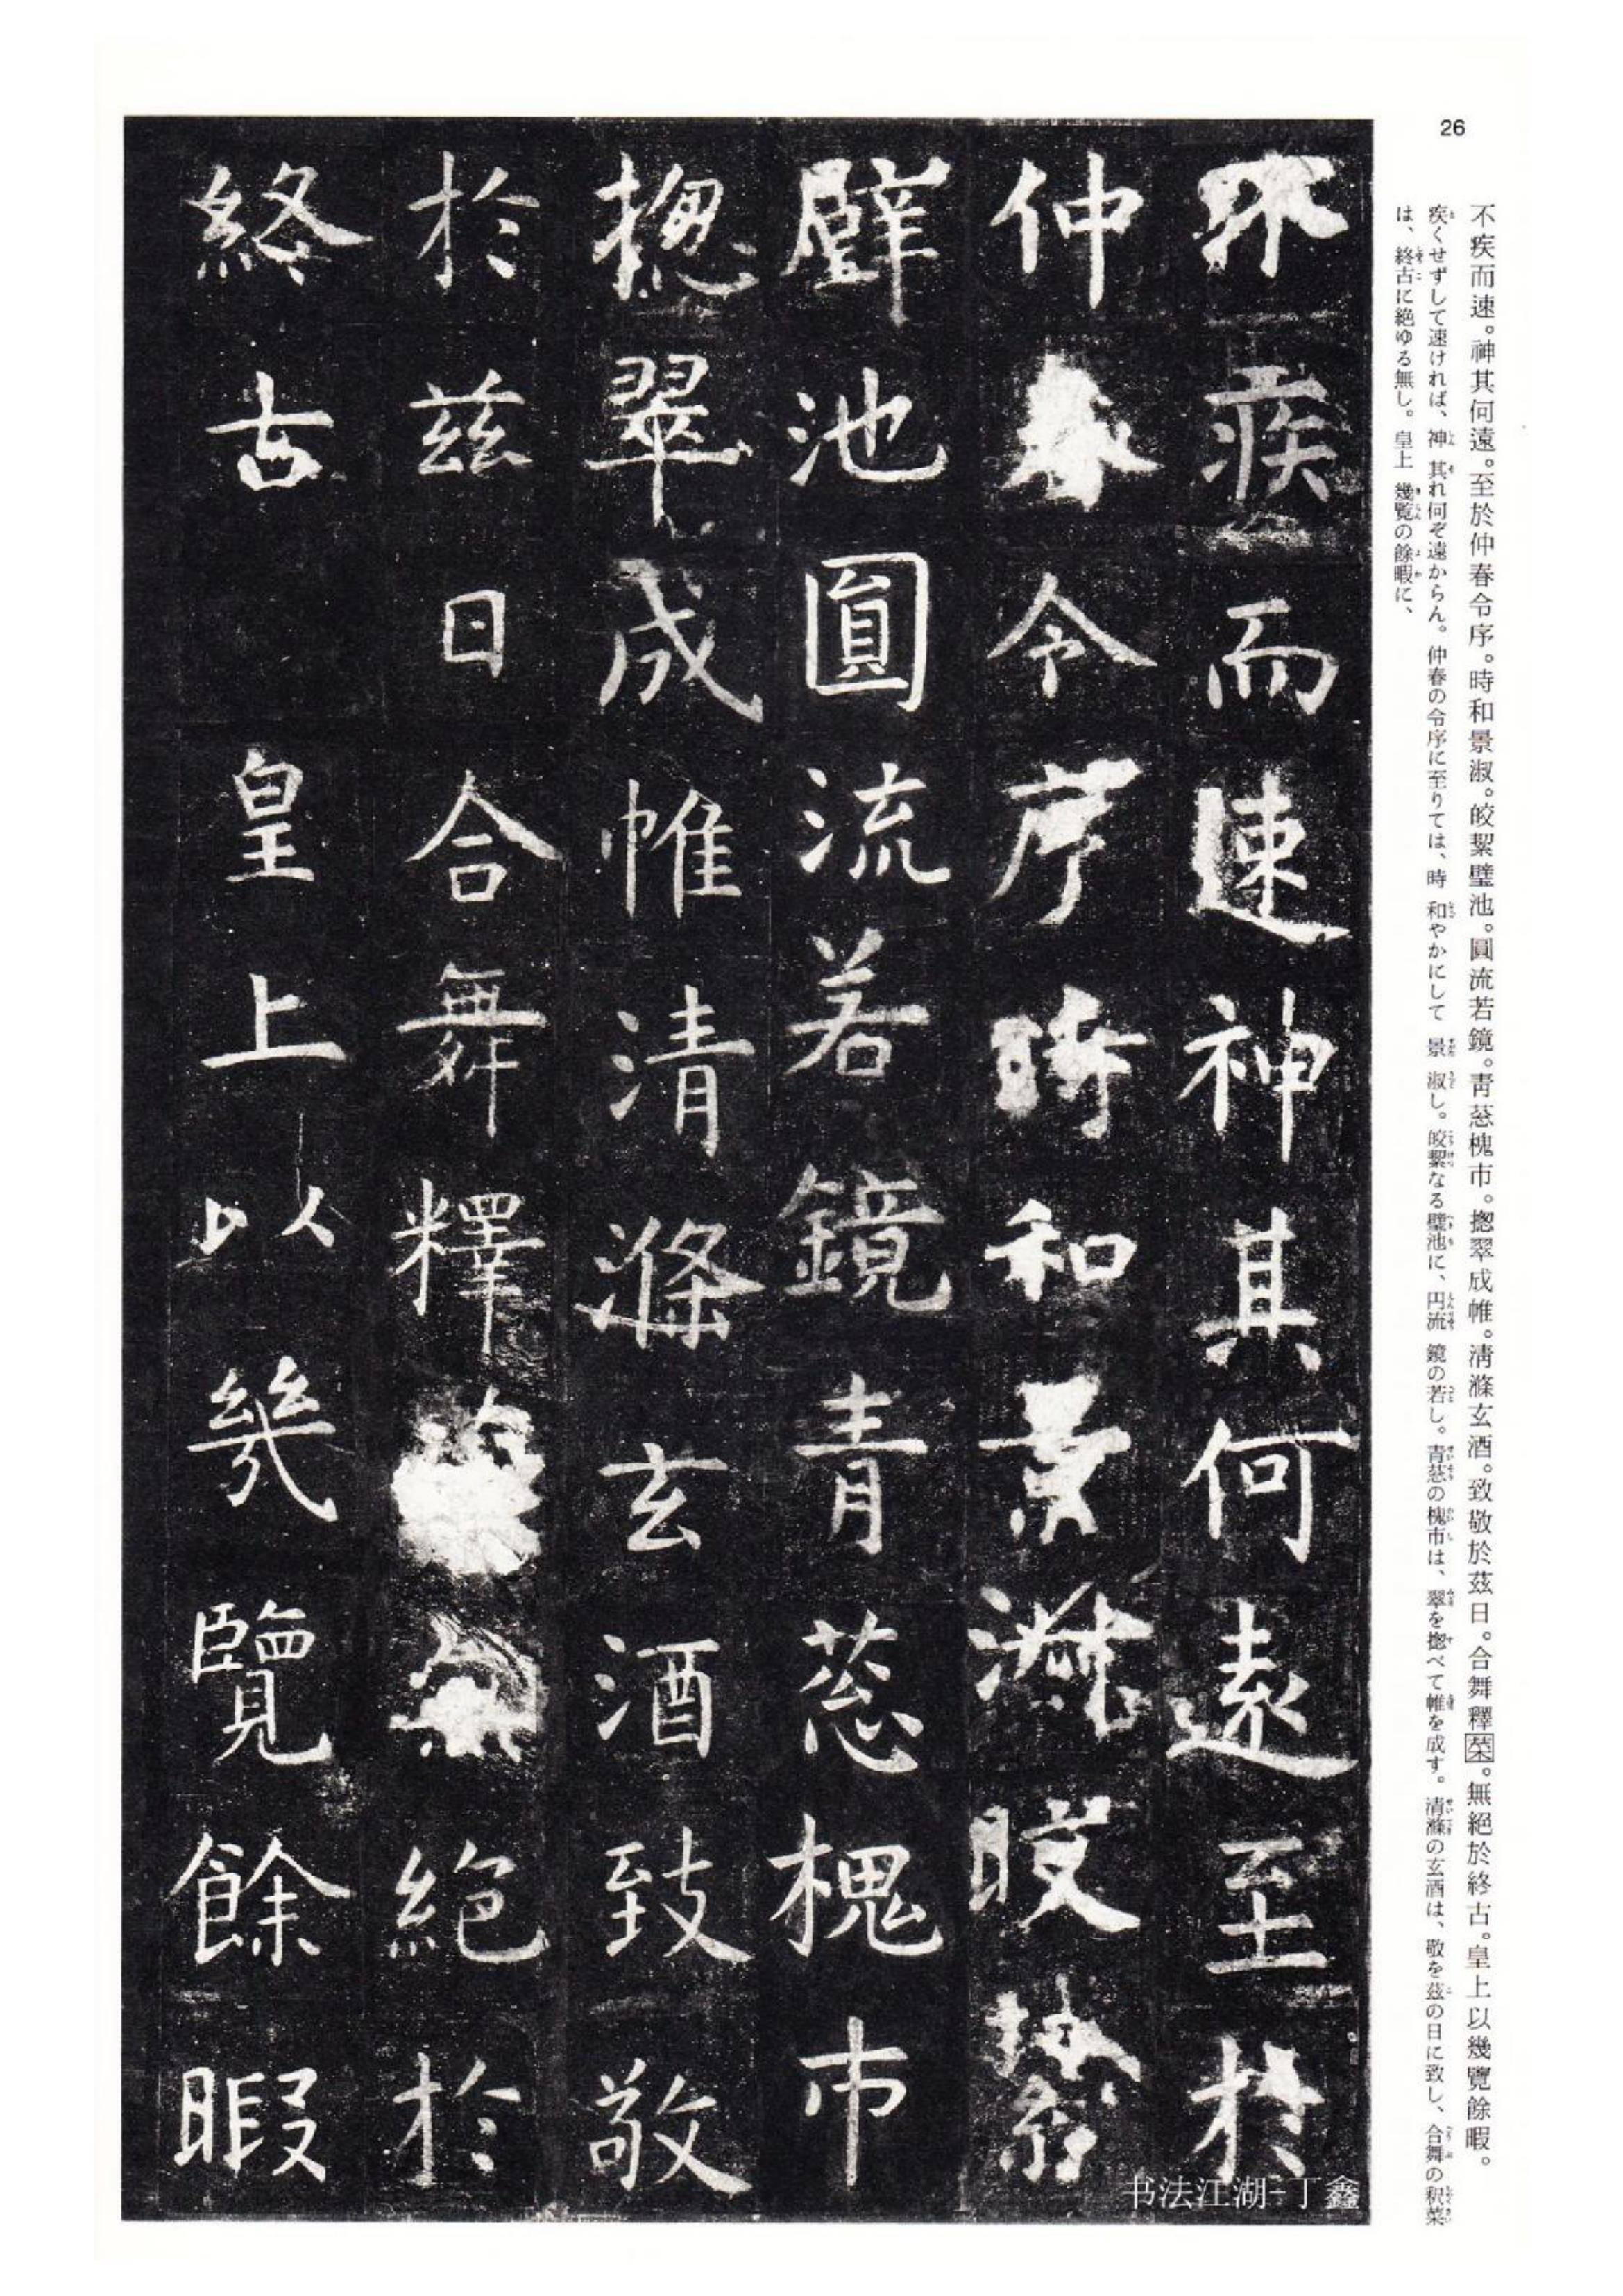 26
不疾而速。神其何遠。至於仲春令序。時和景淑。皎絜璧池。圓流若鏡。青葱槐市。揔翠成帷。清滌玄酒。致敬於茲日。合舞釋菜。無絕於終古。皇上以幾覽餘暇。
疾くせずして速ければ、神其れ何ぞ遠からん。仲春の令序に至りては、時和やかにして景淑し。皎絜なる璧池に、円流鏡の若し。青葱の槐市は、翠を揔べて帷を成す。清滌の玄酒は、敬を茲の日に致し、合舞の釈菜
は、終古に絶ゆる無し。皇上幾覧の餘暇に、
不疾而速神其何遠至於
仲春令序時和景淑皎絜
璧池圓流若鏡青葱槐市
揔翠成帷清滌玄酒致敬
於茲日合舞釋菜無絕於
終古皇上以幾覽餘暇
书法江湖-丁鑫